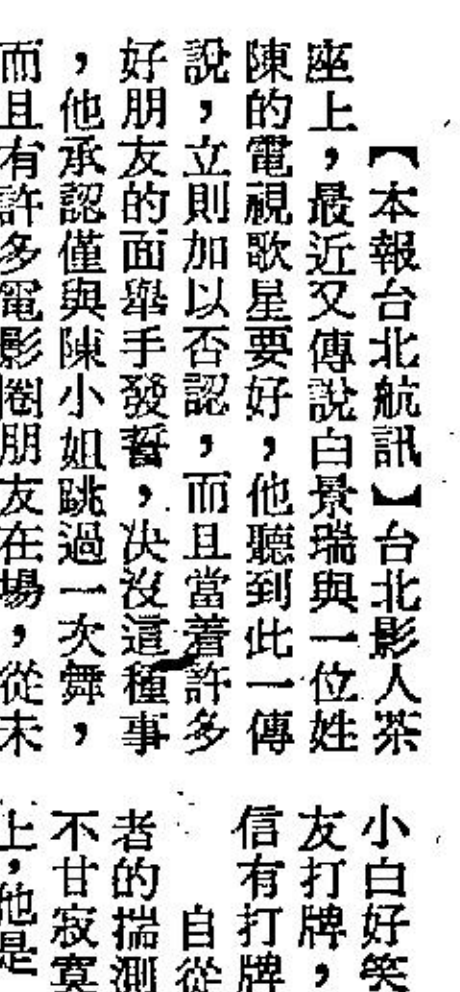 【本報台北航訊】台北影人茶
座上，最近又傳說白景瑞與一位姓
陳的電視歌星要好，他聽到此一傳
說，立則加以否認，而且當着許多
好朋友的面舉手發誓，决沒這種事
，他承認僅與陳小姐跳過一次舞，
而且有許多電影圈朋友在場，從未
小白好笑
友打牌，
信有打牌
自從
者的揣測
不甘寂寞
上，他是